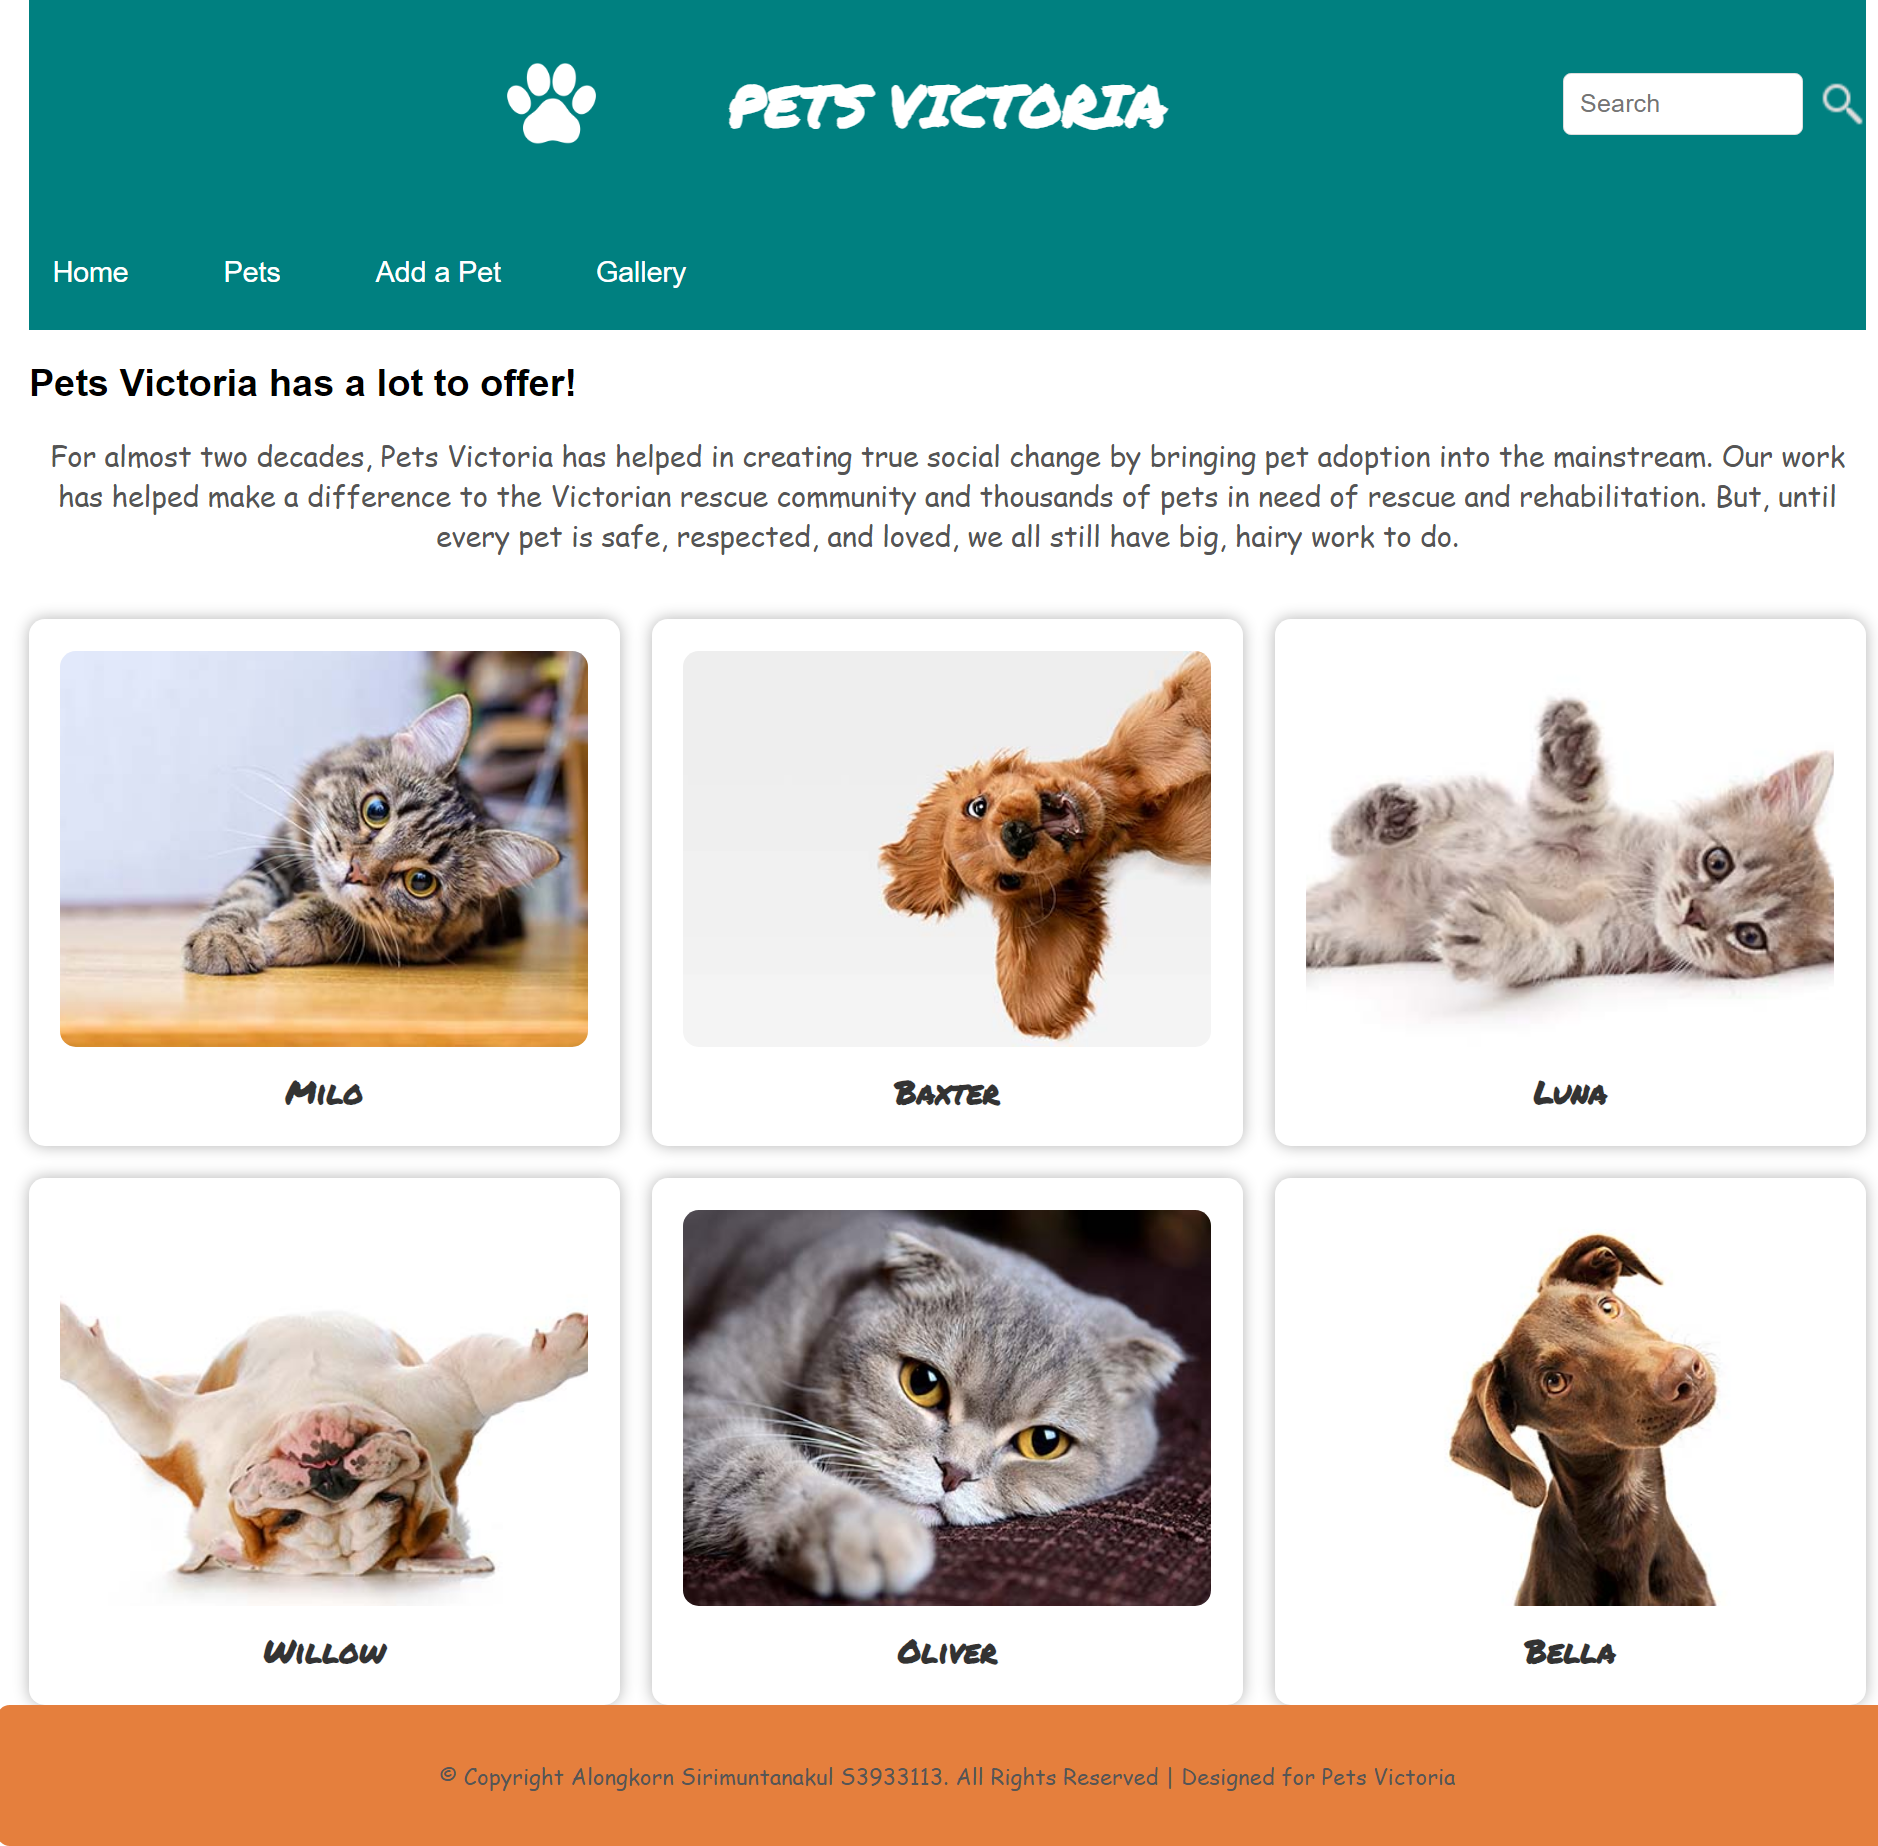 PETS VICTORIA
Search
Home Pets Add a Pet Gallery
Pets Victoria has a lot to offer!
For almost two decades, Pets Victoria has helped in creating true social change by bringing pet adoption into the mainstream. Our work
has helped make a difference to the Victorian rescue community and thousands of pets in need of rescue and rehabilitation. But, until
every pet is safe, respected, and loved, we all still have big, hairy work to do.
Milo Baxter Luna
Willow Oliver Bella
© Copyright Alongkorn Sirimuntanakul S3933113. All Rights Reserved | Designed for Pets Victoria